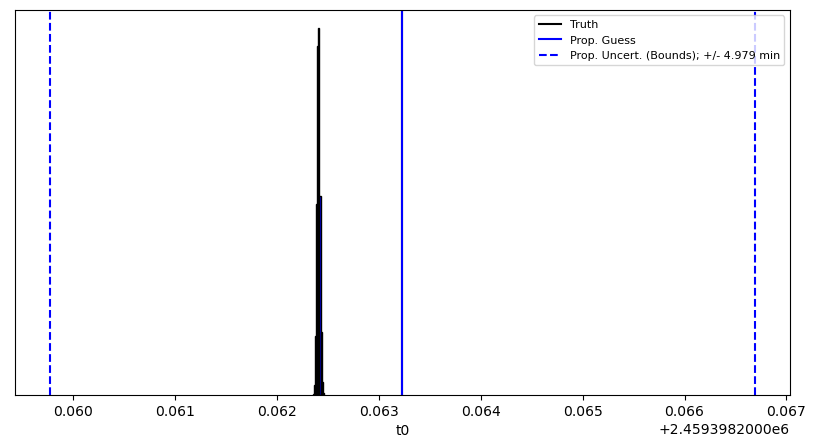 Truth
Prop. Guess
Prop. Uncert. (Bounds); +/- 4.979 min
0.060 0.061 0.062 0.063 0.064 0.065 0.066 0.067
t0
+2.4593982000e6